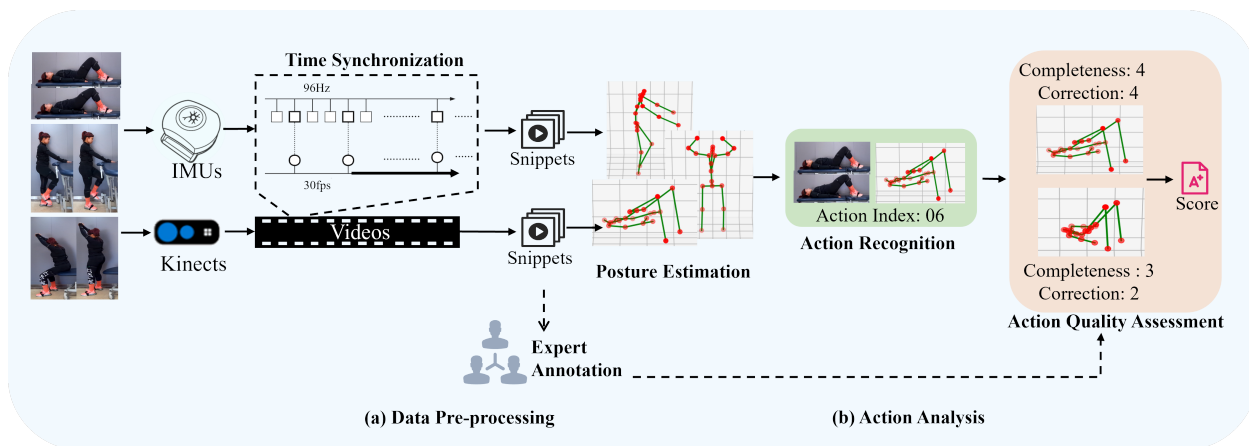 Time Synchronization
96Hz
30fps
IMUs
Kinects
Videos
Snippets
Snippets
Posture Estimation
Expert
Annotation
Action Index: 06
Action Recognition
Completeness: 4
Correction: 4
Completeness : 3
Correction: 2
A+
Score
Action Quality Assessment
(a) Data Pre-processing
(b) Action Analysis